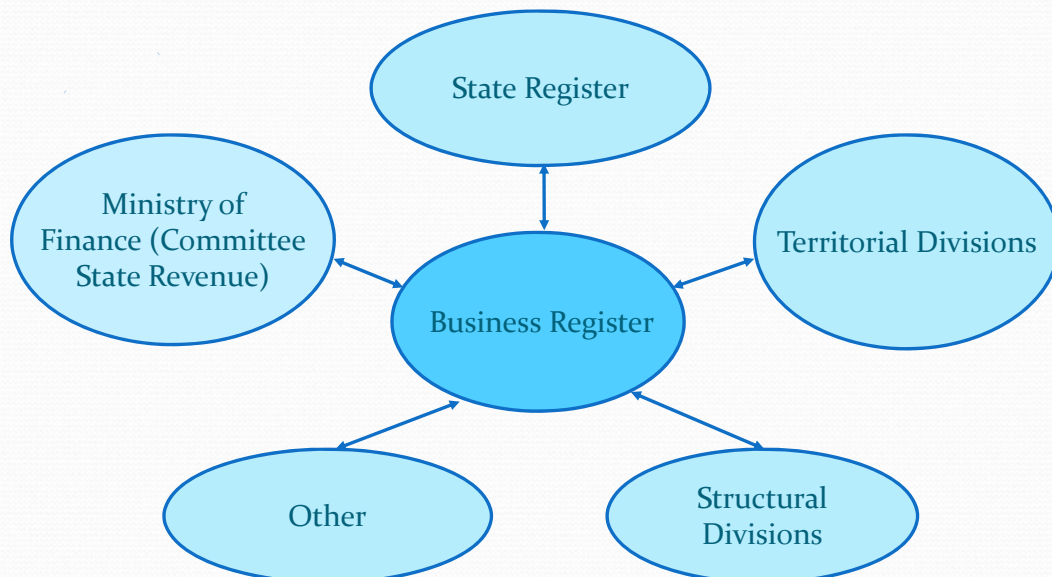 State Register
Ministry of
Finance (Committee
State Revenue)
Territorial Divisions
Business Register
Other
Structural
Divisions